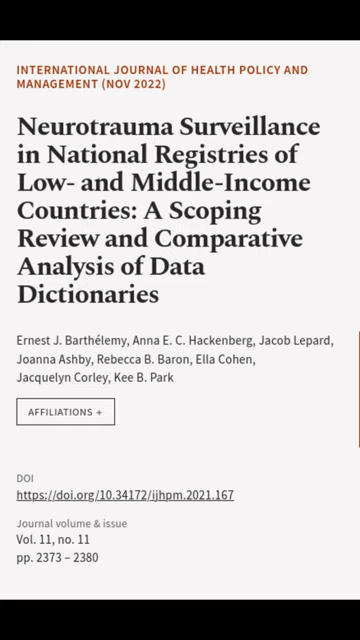 INTERNATIONAL JOURNAL OF HEALTH POLICY AND
MANAGEMENT (NOV 2022)
Neurotrauma Surveillance
in National Registries of
Low- and Middle-Income
Countries: A Scoping
Review and Comparative
Analysis of Data
Dictionaries
Ernest J. Barthélemy, Anna E. C. Hackenberg, Jacob Lepard,
Joanna Ashby, Rebecca B. Baron, Ella Cohen,
Jacquelyn Corley, Kee B. Park
AFFILIATIONS +
DOI
https://doi.org/10.34172/ijhpm.2021.167
Journal volume & issue
Vol. 11, no. 11
pp. 2373 – 2380